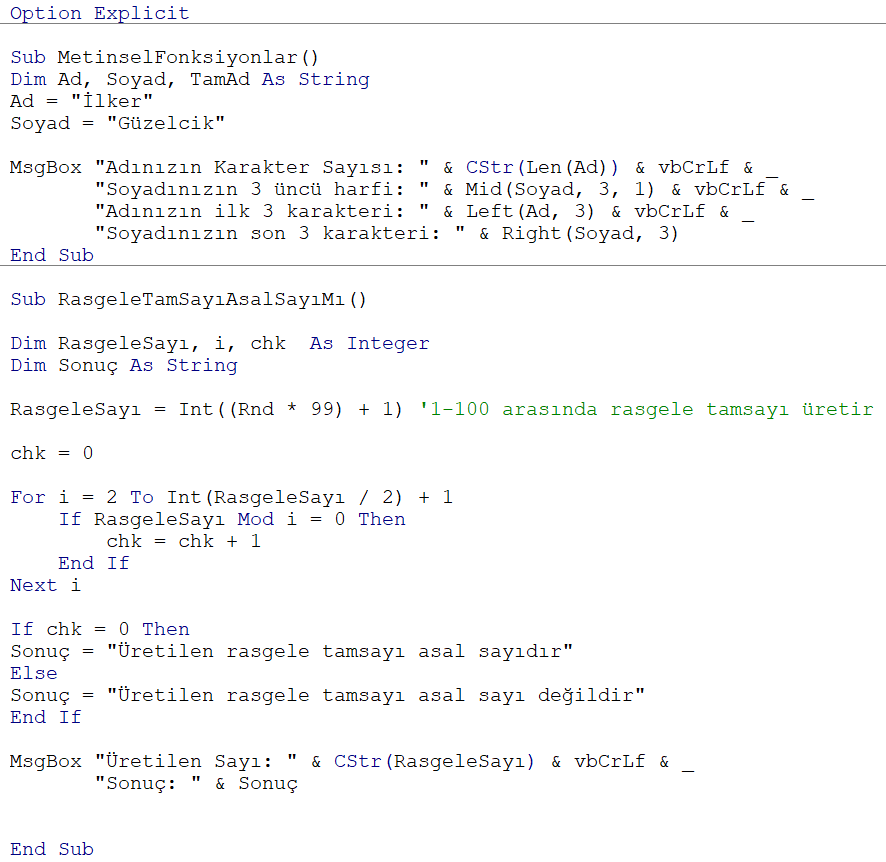 Option Explicit
Sub MetinselFonksiyonlar()
Dim Ad, Soyad, TamAd As String
Ad = "İlker"
Soyad = "Güzelcik"
MsgBox "Adınızın Karakter Sayısı: " & CStr(Len(Ad)) & vbCrLf & _
"Soyadınızın 3 üncü harfi: " & Mid(Soyad, 3, 1) & vbCrLf & _
"Adınızın ilk 3 karakteri: " & Left(Ad, 3) & vbCrLf & _
"Soyadınızın son 3 karakteri: " & Right(Soyad, 3)
End Sub
Sub RasgeleTamSayıAsalSayıMı()
Dim RasgeleSayı, i, chk  As Integer
Dim Sonuç As String
RasgeleSayı = Int((Rnd * 99) + 1) '1-100 arasında rasgele tamsayı üretir
chk = 0
For i = 2 To Int(RasgeleSayı / 2) + 1
If RasgeleSayı Mod i = 0 Then
chk = chk + 1
End If
Next i
If chk = 0 Then
Sonuç = "Üretilen rasgele tamsayı asal sayıdır"
Else
Sonuç = "Üretilen rasgele tamsayı asal sayı değildir"
End If
MsgBox "Üretilen Sayı: " & CStr(RasgeleSayı) & vbCrLf & _
"Sonuç: " & Sonuç
End Sub